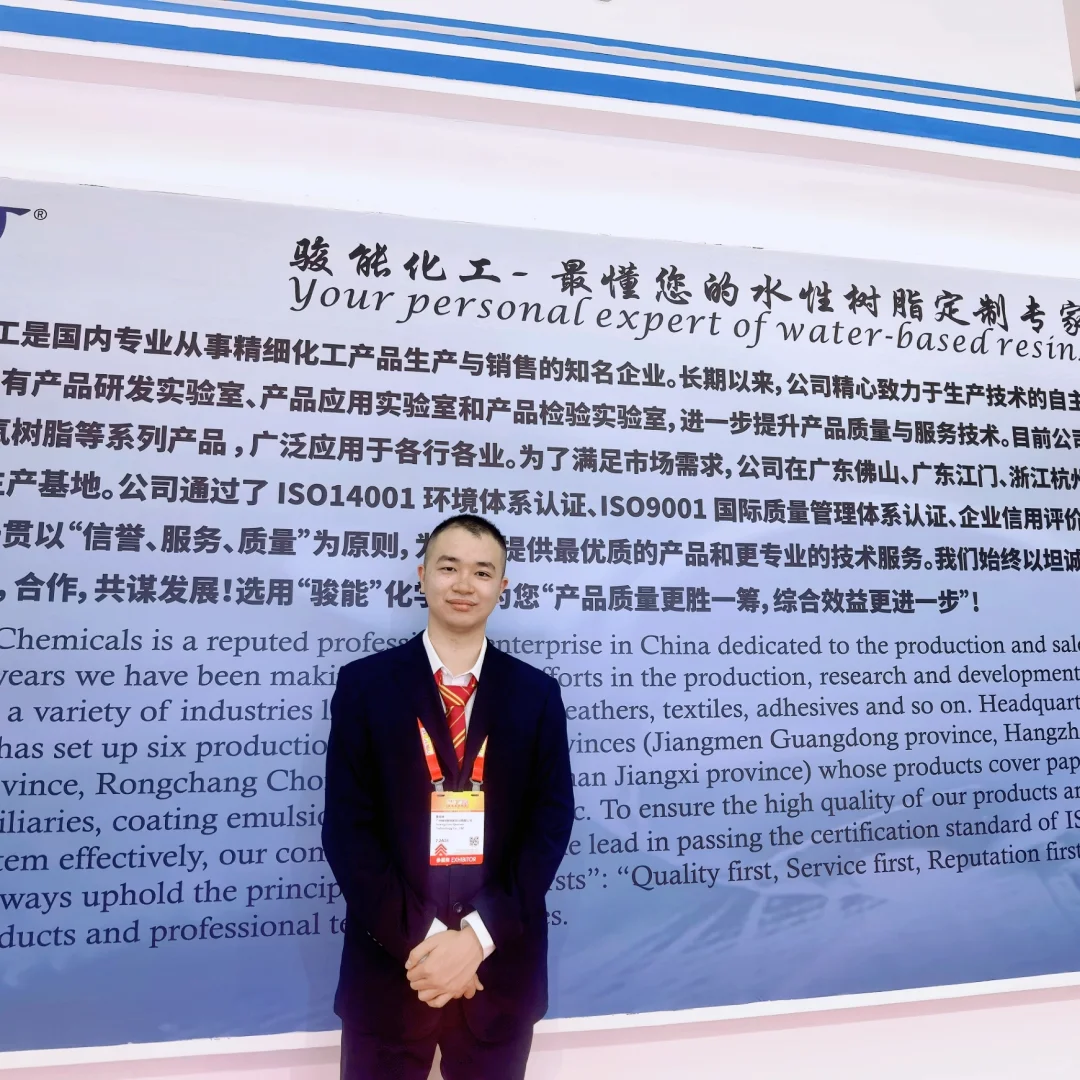 ®
骏能化工-最懂您的水性树脂定制专家
Your personal expert of water-based resin
工是国内专业从事精细化工产品生产与销售的知名企业。长期以来,公司精心致力于生产技术的自主
有产品研发实验室、产品应用实验室和产品检验实验室,进一步提升产品质量与服务技术。目前公司
树脂等系列产品,广泛应用于各行各业。为了满足市场需求,公司在广东佛山、广东江门、浙江杭州
生产基地。公司通过了 ISO14001 环境体系认证、ISO9001 国际质量管理体系认证、企业信用评价
贯以“信誉、服务、质量”为原则,为 提供最优质的产品和更专业的技术服务。我们始终以坦诚
,合作,共谋发展!选用“骏能”化学 的您“产品质量更胜一筹,综合效益更进一步”!
Chemicals is a reputed professi enterprise in China dedicated to the production and sale
years we have been maki forts in the production, research and development
a variety of industries l eathers, textiles, adhesives and so on. Headquart
has set up six productio vinces (Jiangmen Guangdong province, Hangzh
vince, Rongchang Cho nan Jiangxi province) whose products cover pap
iliaries, coating emulsio c. To ensure the high quality of our products an
tem effectively, our con e lead in passing the certification standard of IS
ways uphold the princip rsts”: “Quality first, Service first, Reputation first
ducts and professional te es.
EXHIBITOR